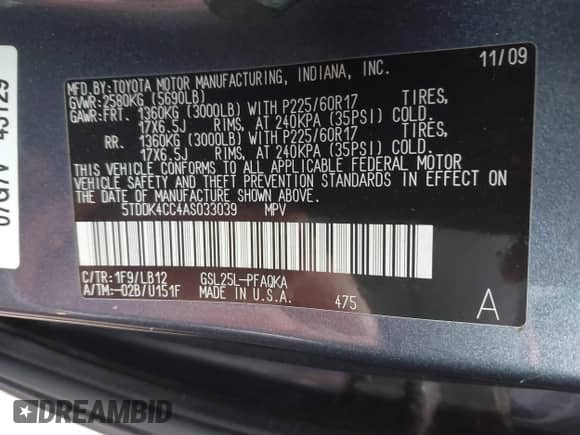 MFD.BY:TOYOTA MOTOR MANUFACTURING, INDIANA, INC. 11/09
GVWR:2580KG (5690LB)
GAWR:FRT. 1360KG (3000LB) WITH P225/60R17 TIRES,
17X6.5J RIMS, AT 240KPA (35PSI) COLD.
RR. 1360KG (3000LB) WITH P225/60R17 TIRES,
17X6.5J RIMS, AT 240KPA (35PSI) COLD.
THIS VEHICLE CONFORMS TO ALL APPLICABLE FEDERAL MOTOR
VEHICLE SAFETY AND THEFT PREVENTION STANDARDS IN EFFECT ON
THE DATE OF MANUFACTURE SHOWN ABOVE.
5TDDK4CC4AS033039 MPV
C/TR:1F9/LB12 GSL25L-PFAQKA
A/TM:-02B/U151F MADE IN U.S.A. 475
A
DREAMBID